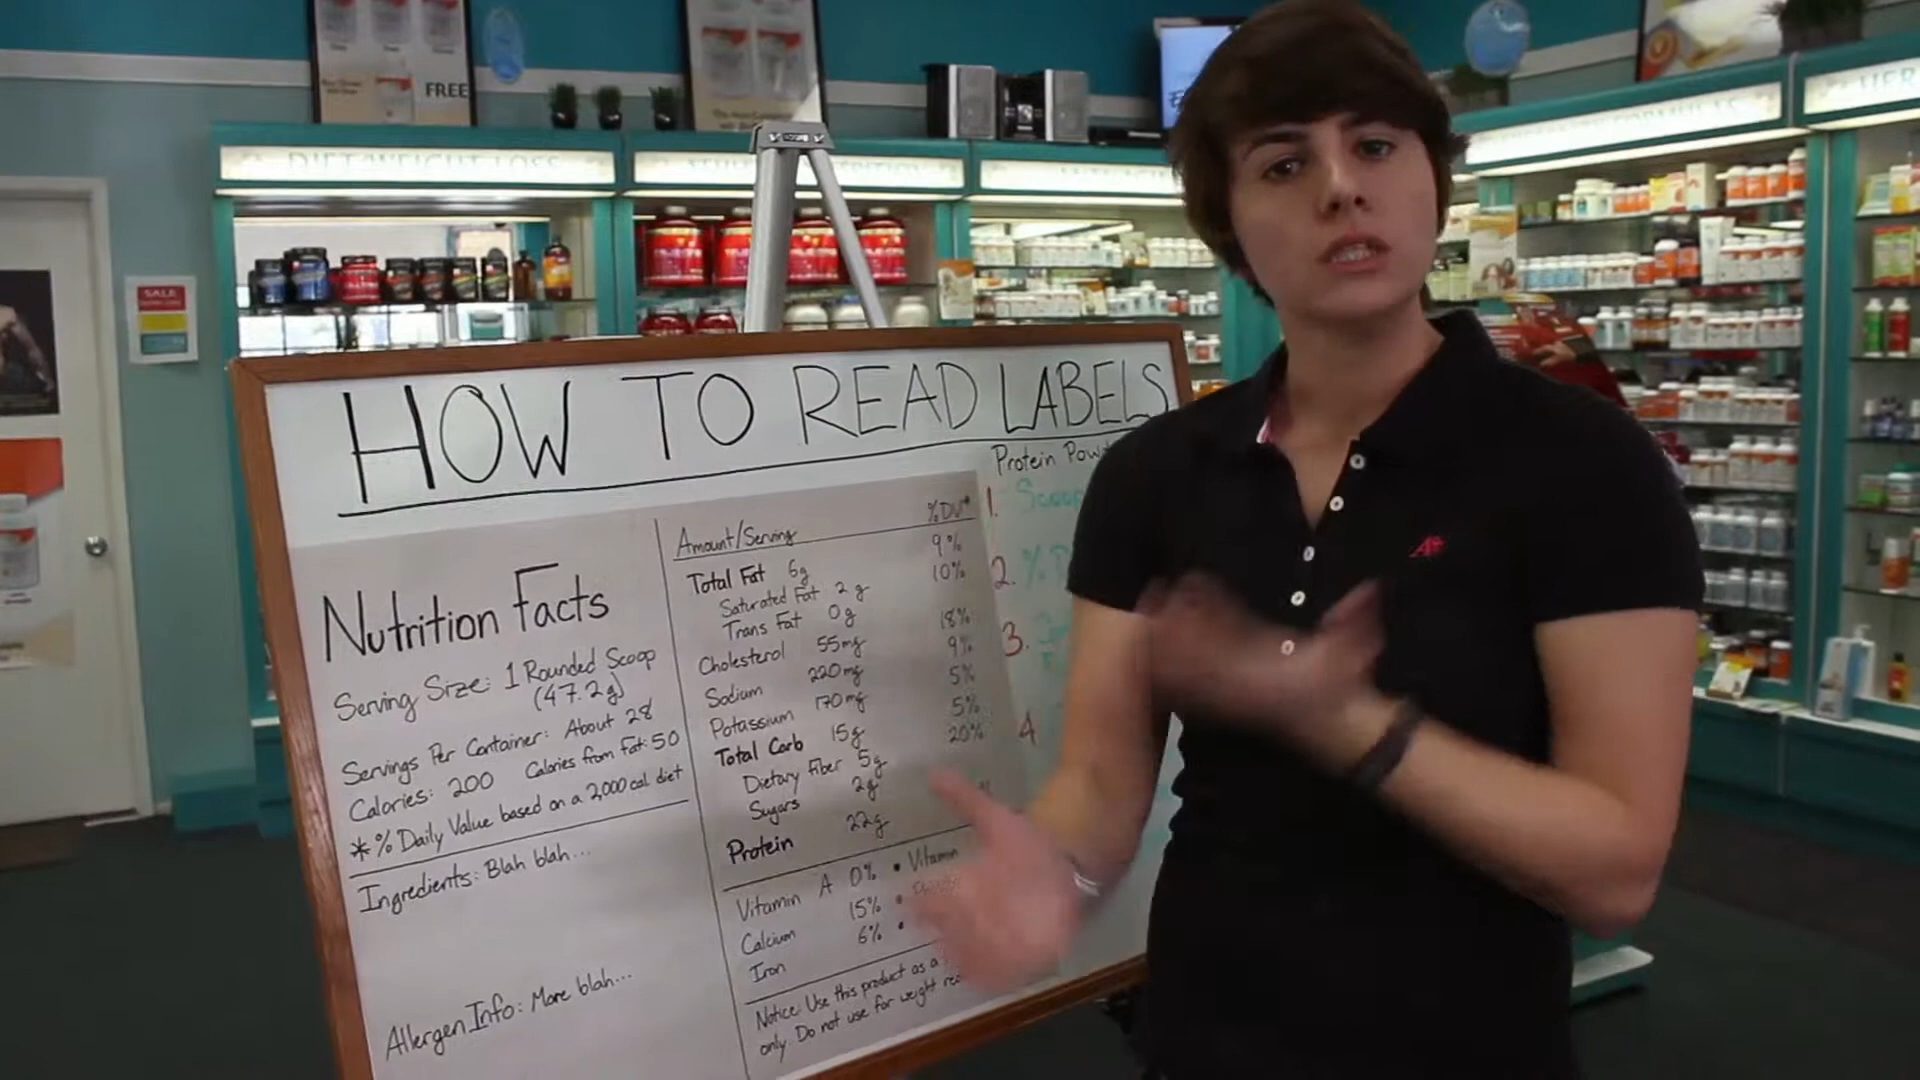 FREE
DIET/WEIGHT LOSS
SALE
HOW TO READ LABELS
Protein
1. Scoop
2. %
3.
4
Nutrition Facts
Serving Size: 1 Rounded Scoop
(47.2g)
Servings Per Container: About 28
Calories: 200 Calories from Fat: 50
*% Daily Value based on a 2,000 cal diet
Ingredients: Blah blah...
Allergen Info: More blah...
Amount/Serving %DV*
Total Fat 6g 9%
Saturated Fat 2g 10%
Trans Fat 0g
Cholesterol 55mg 18%
Sodium 220mg 9%
Potassium 170mg 5%
Total Carb 15g 5%
Dietary Fiber 5g 20%
Sugars 2g
Protein 22g
Vitamin A 0% • Vitamin
Calcium 15% •
Iron 6% •
Notice: Use this product as a
only. Do not use for weight